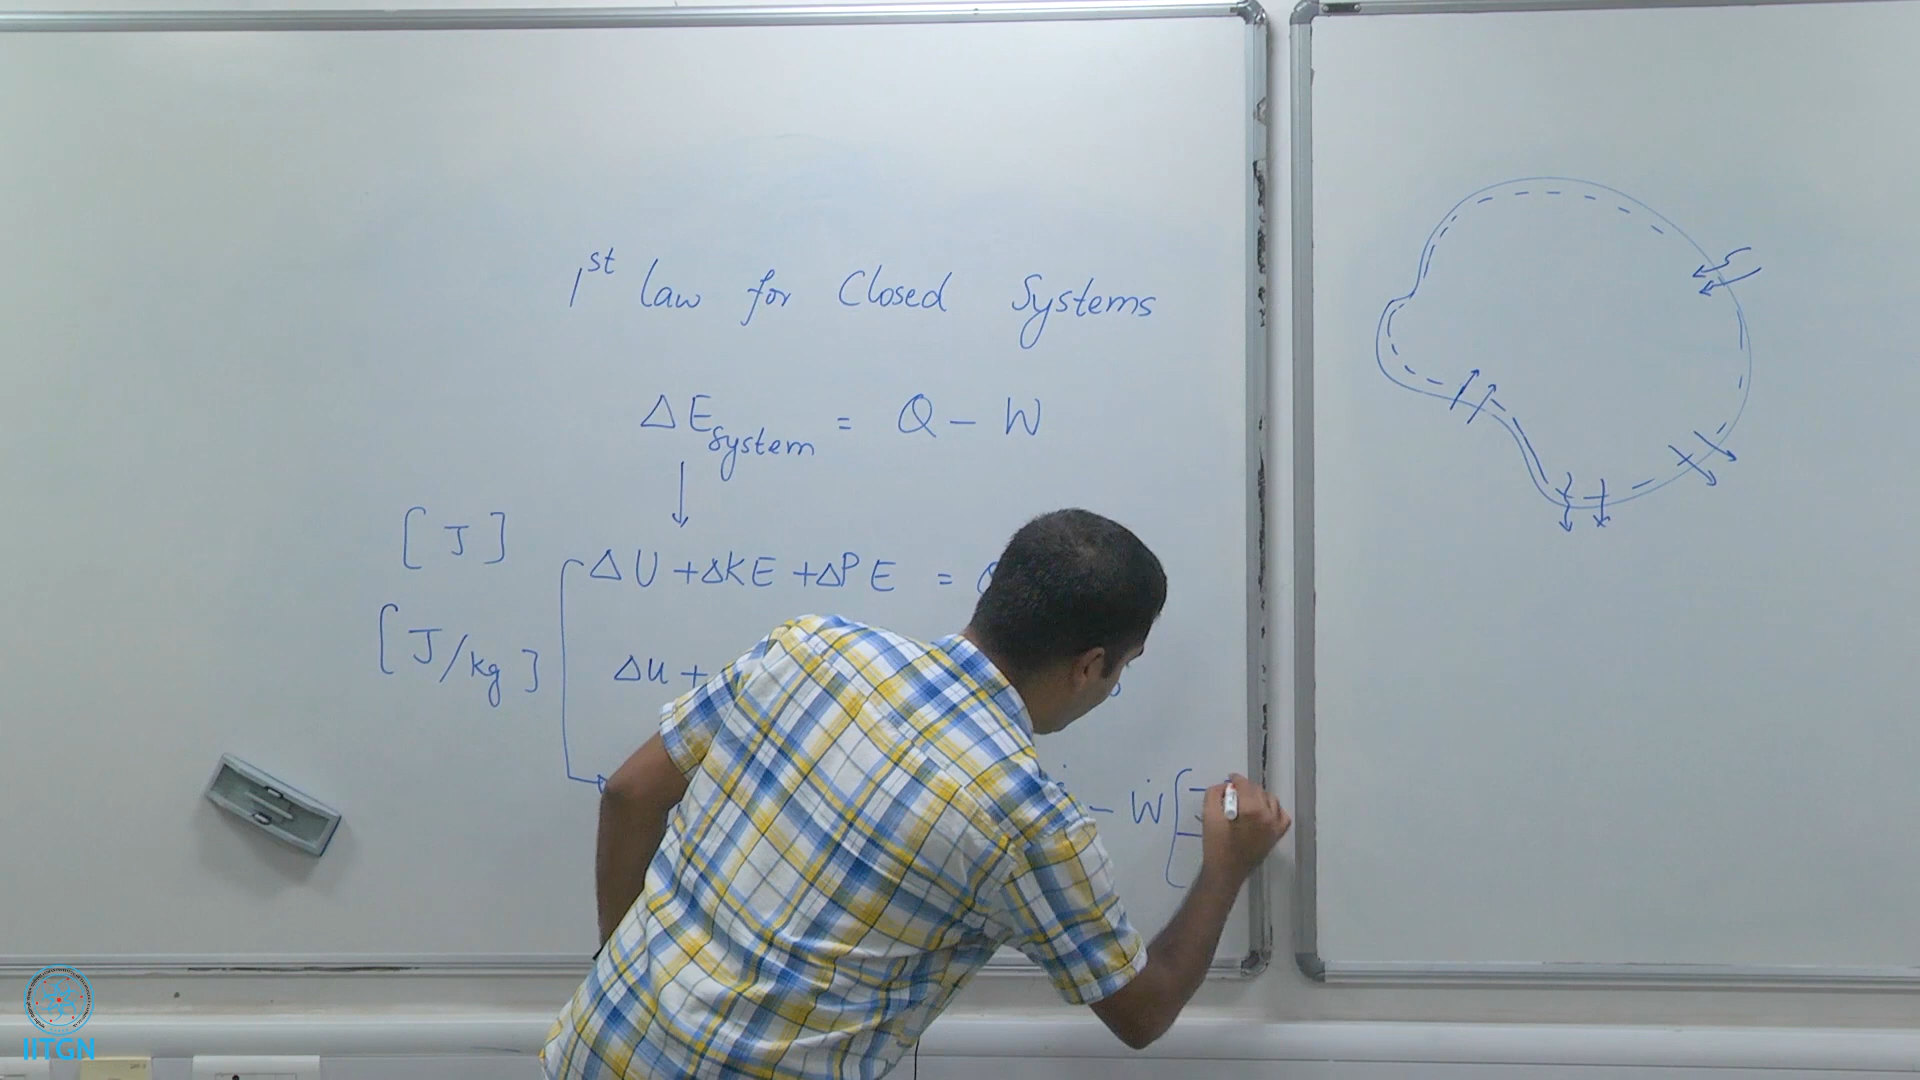 1st law for Closed Systems
ΔE system = Q − W
[J]
ΔU + ΔKE + ΔPE =
[J/kg]
Δu +
− Ẇ [
IITGN